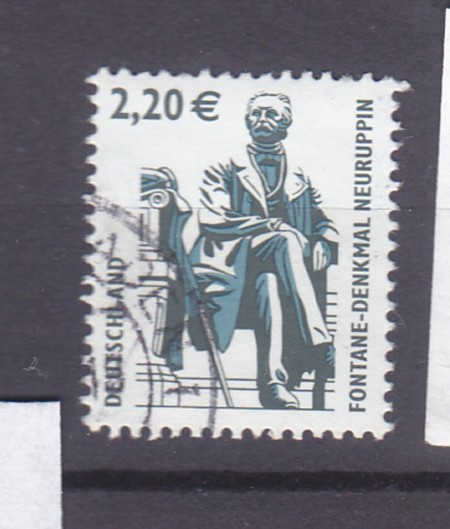 2,20 €
DEUTSCHLAND
FONTANE-DENKMAL NEURUPPIN